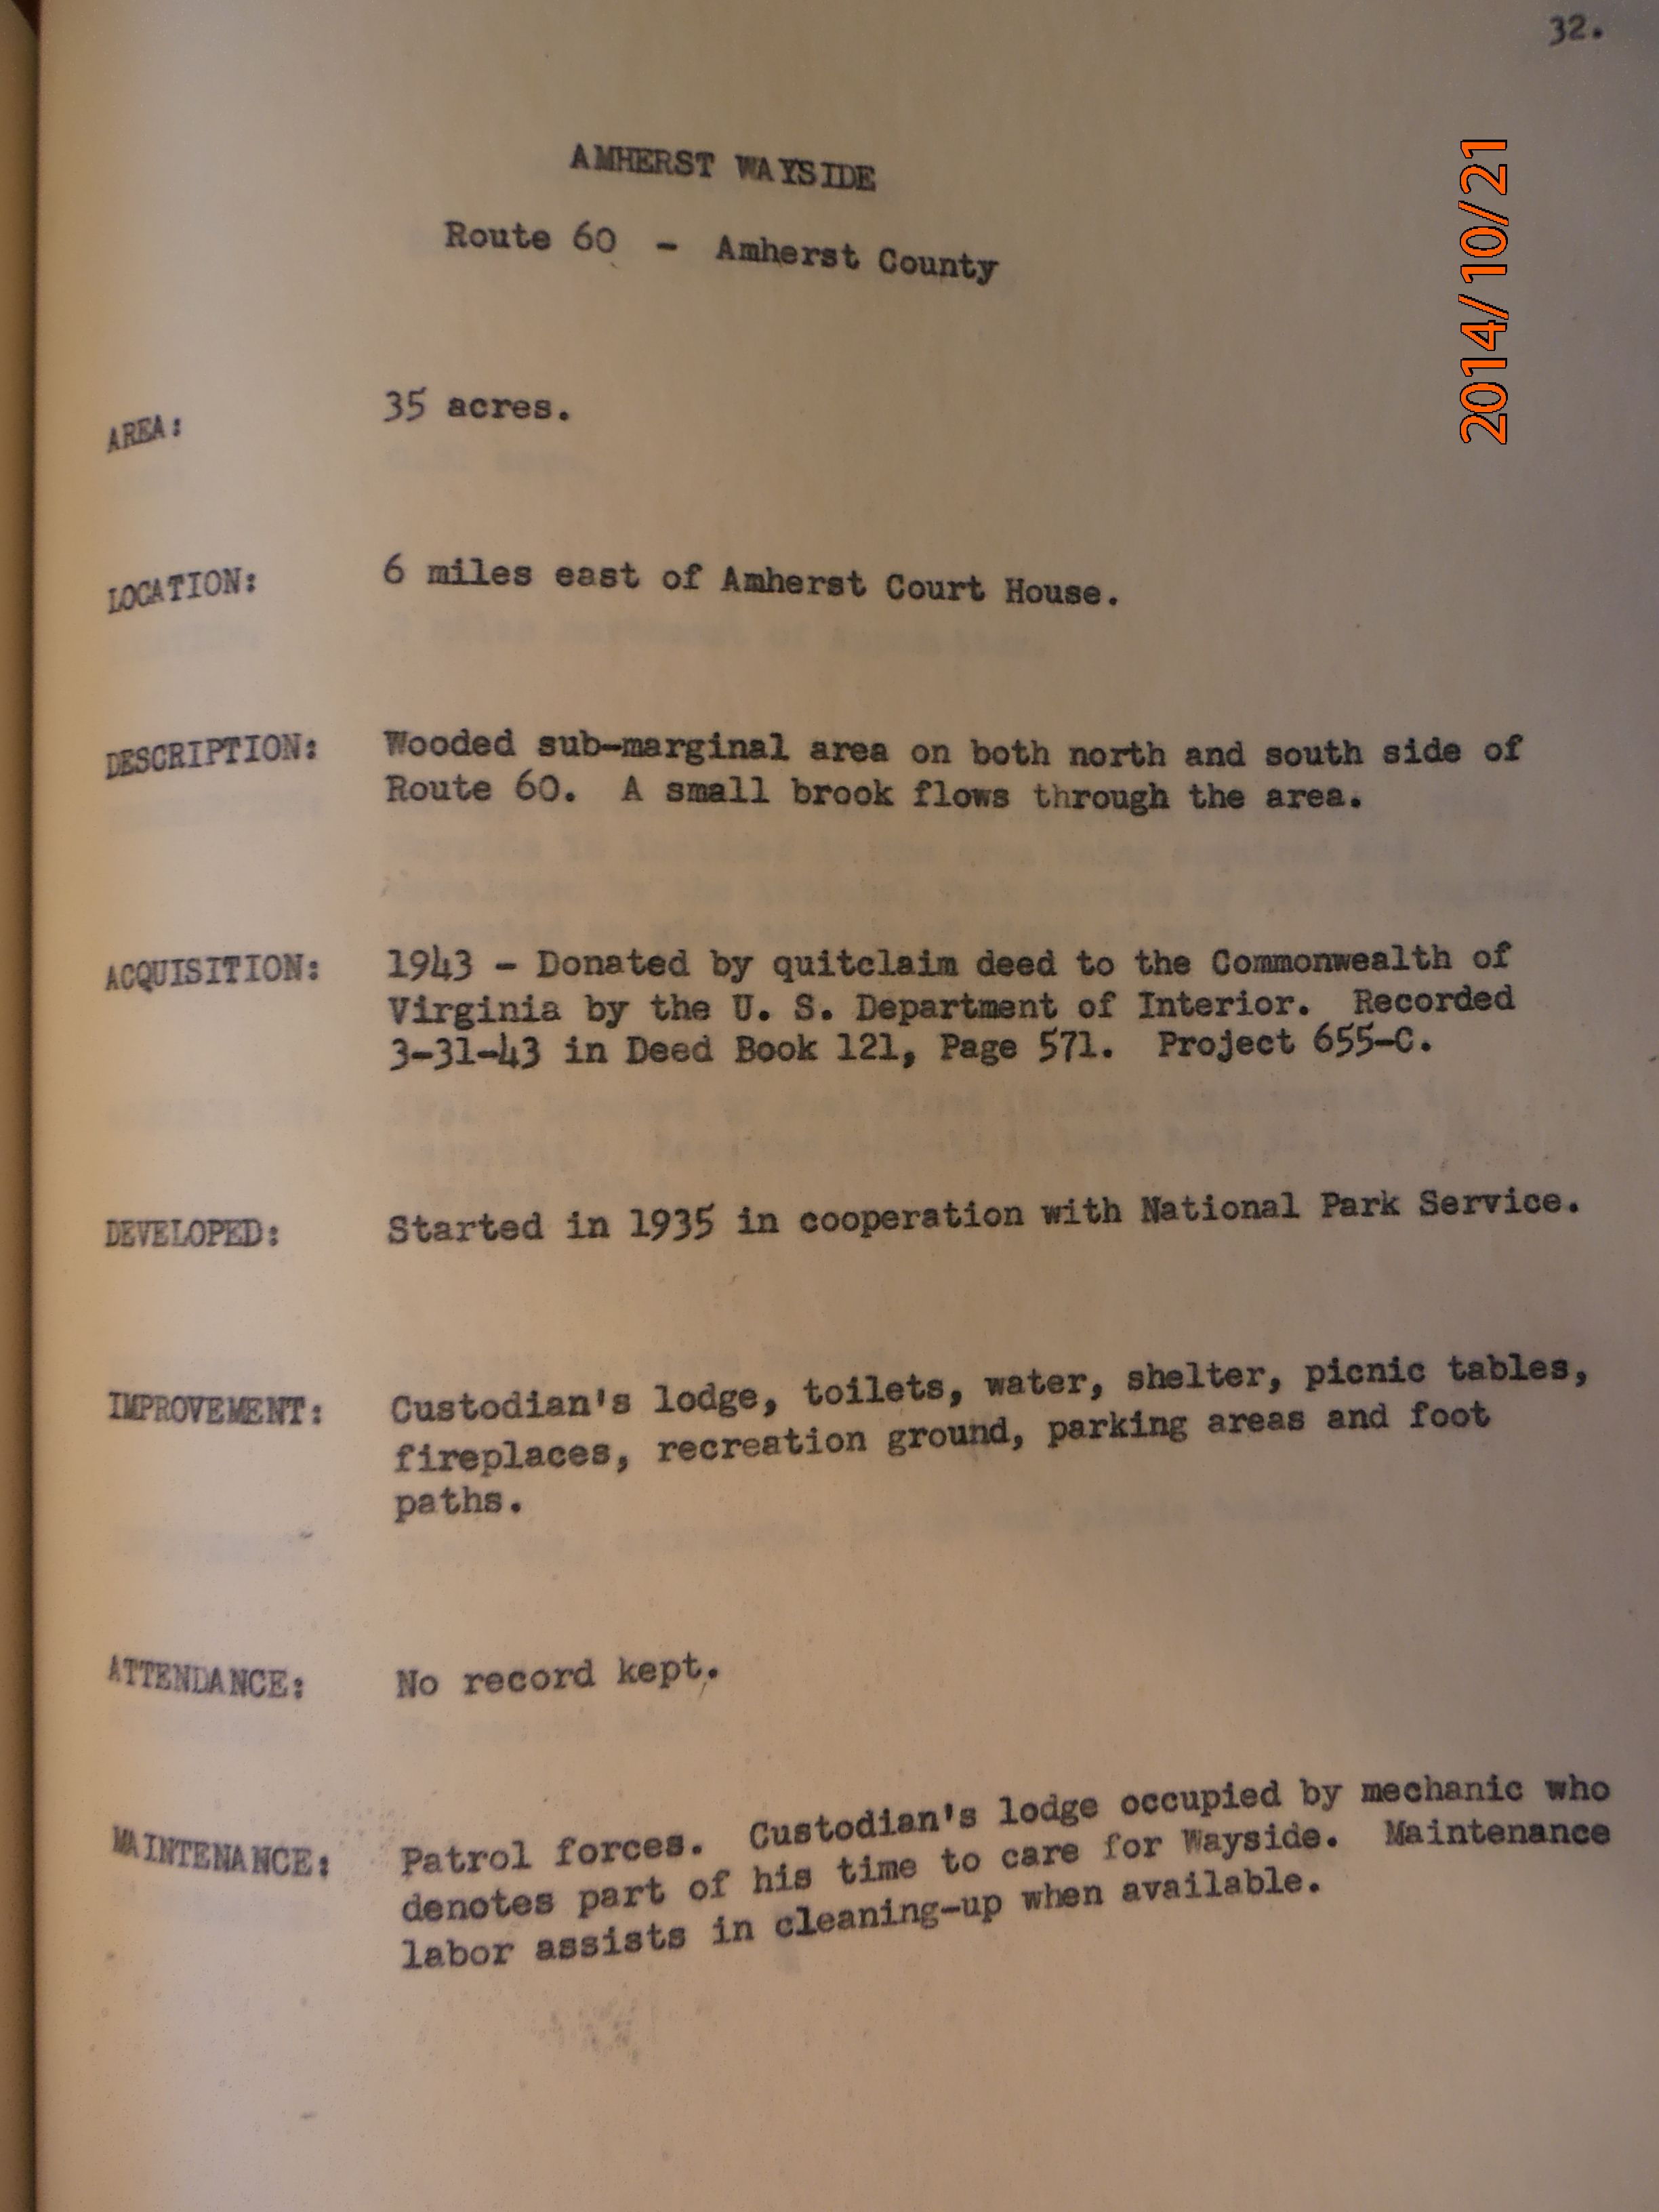 32.
2014/10/21
AMHERST WAYSIDE
Route 60 - Amherst County
AREA: 35 acres.
LOCATION: 6 miles east of Amherst Court House.
DESCRIPTION: Wooded sub-marginal area on both north and south side of
Route 60. A small brook flows through the area.
ACQUISITION: 1943 - Donated by quitclaim deed to the Commonwealth of
Virginia by the U. S. Department of Interior. Recorded
3-31-43 in Deed Book 121, Page 571. Project 655-C.
DEVELOPED: Started in 1935 in cooperation with National Park Service.
IMPROVEMENT: Custodian's lodge, toilets, water, shelter, picnic tables,
fireplaces, recreation ground, parking areas and foot
paths.
ATTENDANCE: No record kept.
MAINTENANCE: Patrol forces. Custodian's lodge occupied by mechanic who
denotes part of his time to care for Wayside. Maintenance
labor assists in cleaning-up when available.